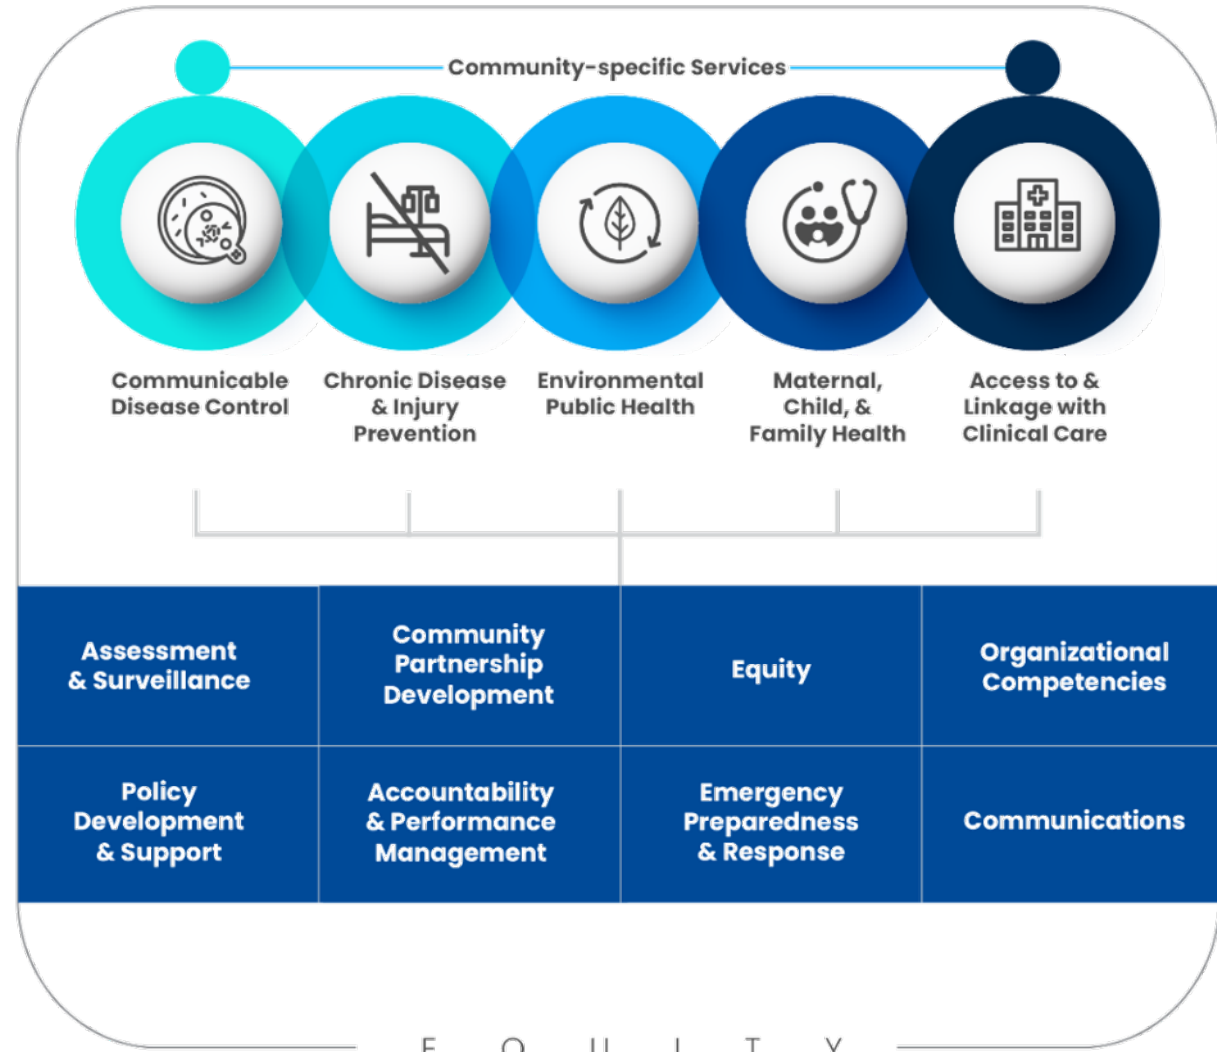 Community-specific Services
Communicable
Disease Control
Chronic Disease
& Injury
Prevention
Environmental
Public Health
Maternal,
Child, &
Family Health
Access to &
Linkage with
Clinical Care
Assessment
& Surveillance
Community
Partnership
Development
Equity
Organizational
Competencies
Policy
Development
& Support
Accountability
& Performance
Management
Emergency
Preparedness
& Response
Communications
EQUITY